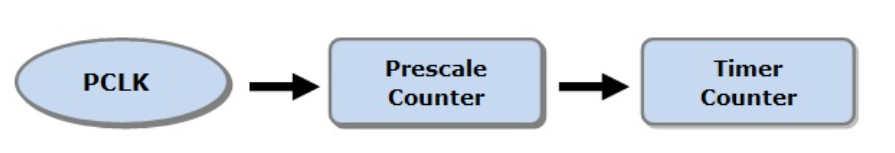 PCLK
Prescale
Counter
Timer
Counter